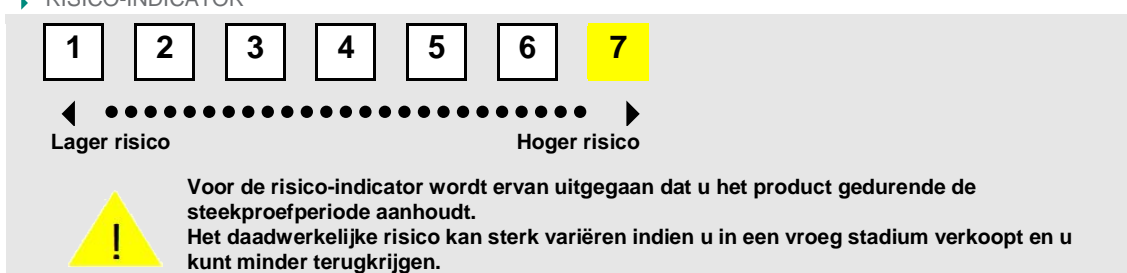 RISICO-INDICATOR
1 2 3 4 5 6 7
Lager risico Hoger risico
Voor de risico-indicator wordt ervan uitgegaan dat u het product gedurende de
steekproefperiode aanhoudt.
!
Het daadwerkelijke risico kan sterk variëren indien u in een vroeg stadium verkoopt en u
kunt minder terugkrijgen.